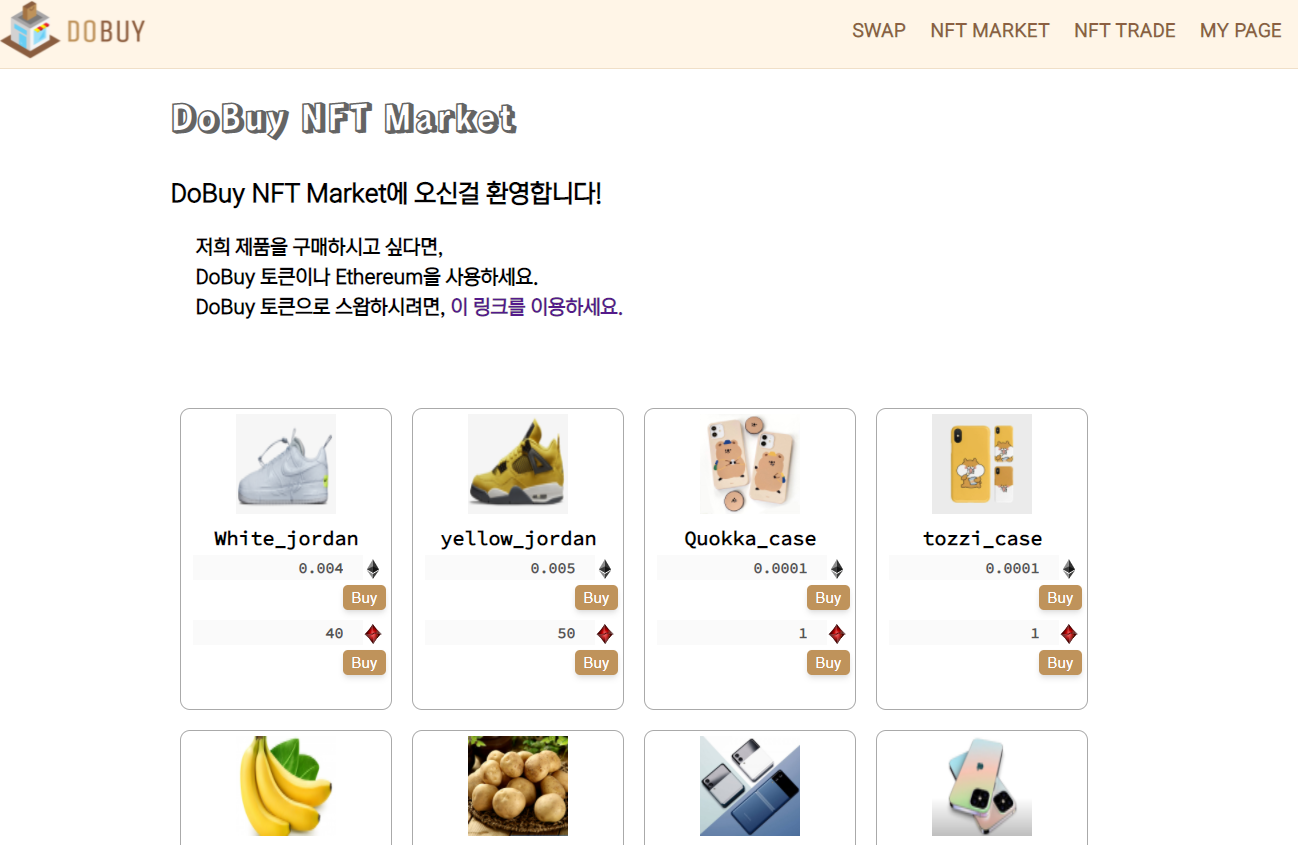 DOBUY
SWAP NFT MARKET NFT TRADE MY PAGE
DoBuy NFT Market
DoBuy NFT Market에 오신걸 환영합니다!
저희 제품을 구매하시고 싶다면,
DoBuy 토큰이나 Ethereum을 사용하세요.
DoBuy 토큰으로 스왑하시려면, 이 링크를 이용하세요.
White_jordan
0.004
Buy
40
Buy
yellow_jordan
0.005
Buy
50
Buy
Quokka_case
0.0001
Buy
1
Buy
tozzi_case
0.0001
Buy
1
Buy